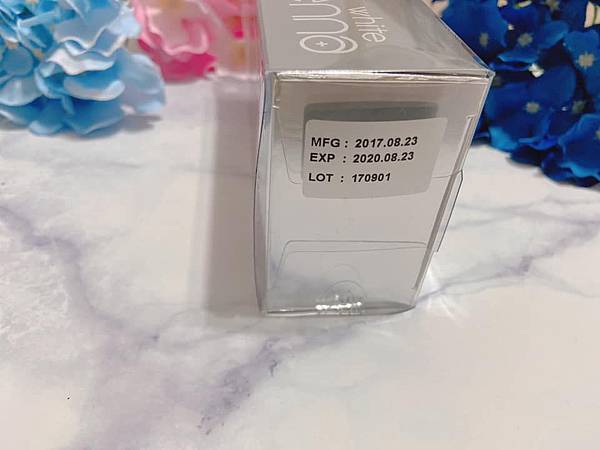 white
MFG : 2017.08.23
EXP : 2020.08.23
LOT : 170901